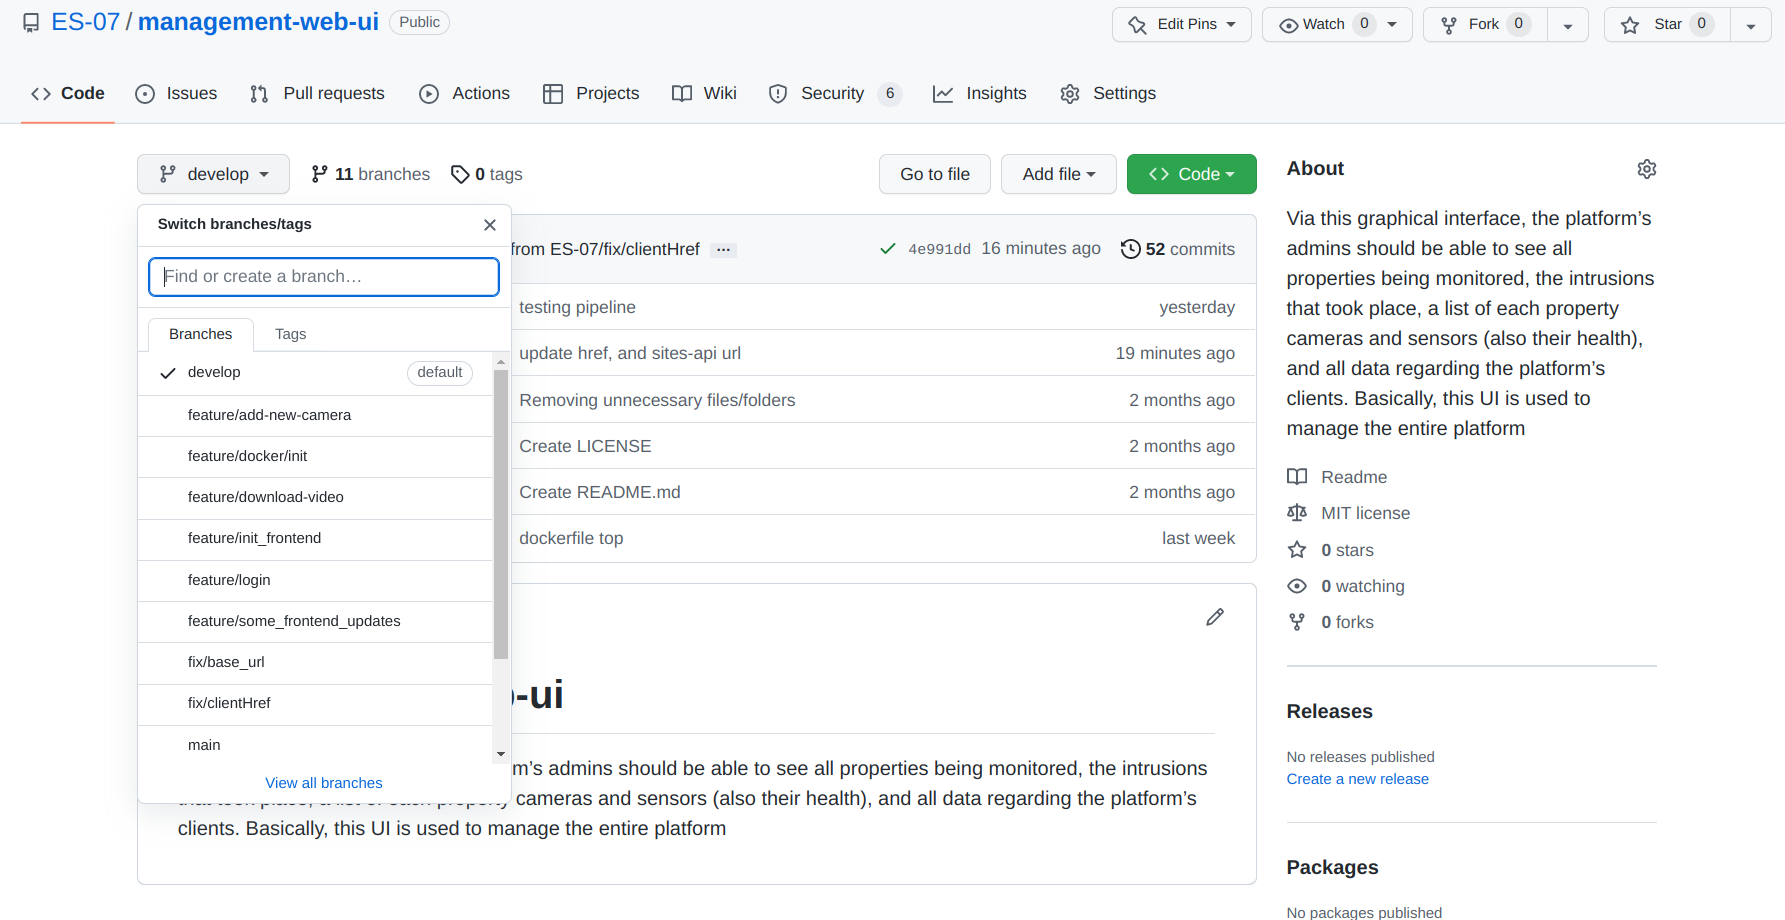 ES-07 / management-web-ui Public
Edit Pins Watch 0 Fork 0 Star 0
Code Issues Pull requests Actions Projects Wiki Security 6 Insights Settings
develop 11 branches 0 tags Go to file Add file Code
Switch branches/tags
Find or create a branch…
Branches Tags
develop default
feature/add-new-camera
feature/docker/init
feature/download-video
feature/init_frontend
feature/login
feature/some_frontend_updates
fix/base_url
fix/clientHref
main
View all branches
from ES-07/fix/clientHref ... 4e991dd 16 minutes ago 52 commits
testing pipeline yesterday
update href, and sites-api url 19 minutes ago
Removing unnecessary files/folders 2 months ago
Create LICENSE 2 months ago
Create README.md 2 months ago
dockerfile top last week
-ui
m’s admins should be able to see all properties being monitored, the intrusions
cameras and sensors (also their health), and all data regarding the platform’s
clients. Basically, this UI is used to manage the entire platform
About
Via this graphical interface, the platform’s
admins should be able to see all
properties being monitored, the intrusions
that took place, a list of each property
cameras and sensors (also their health),
and all data regarding the platform’s
clients. Basically, this UI is used to
manage the entire platform
Readme
MIT license
0 stars
0 watching
0 forks
Releases
No releases published
Create a new release
Packages
No packages published